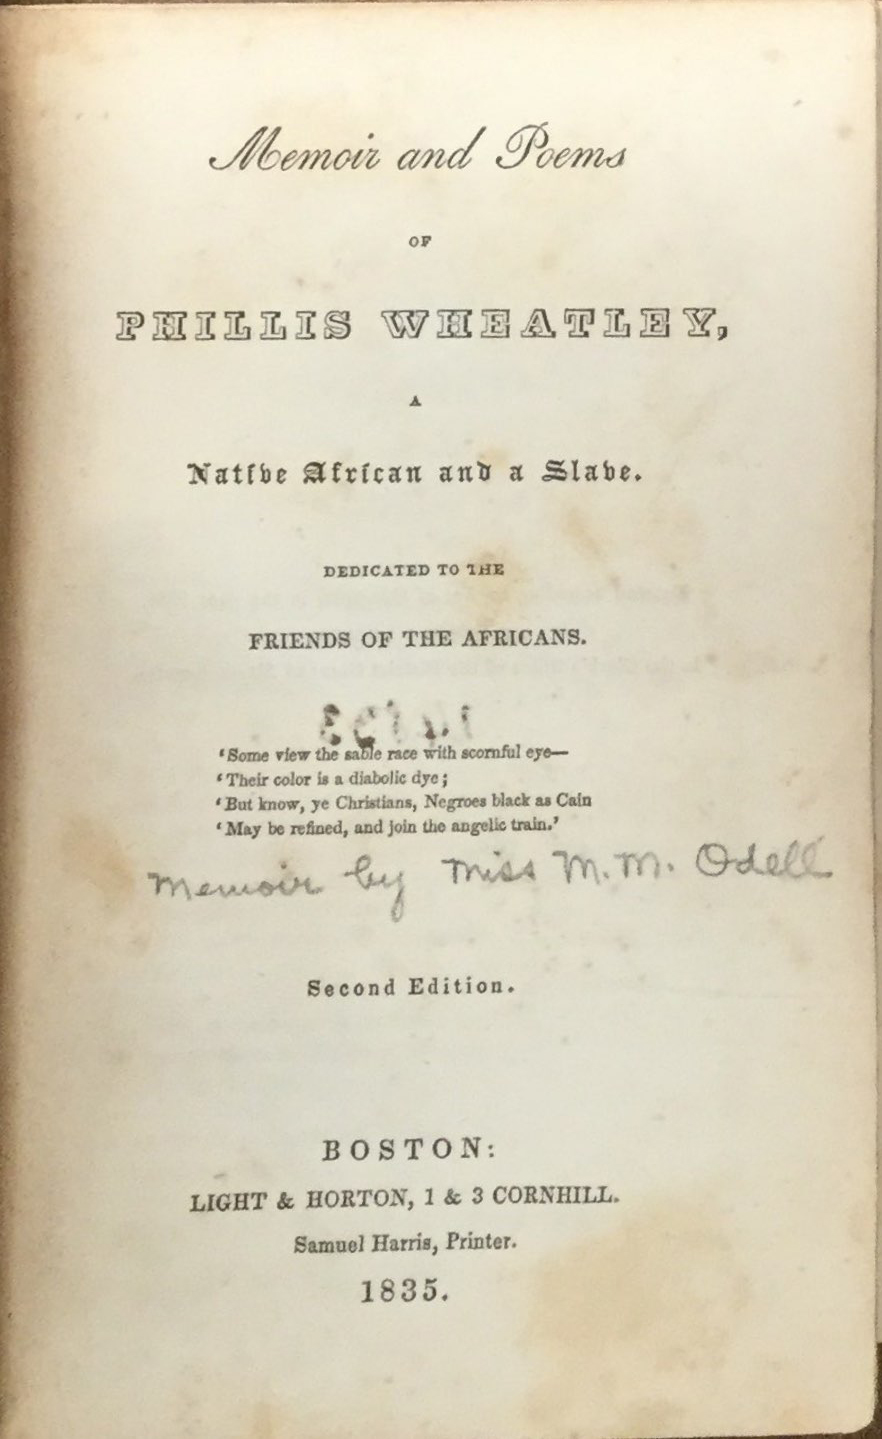 Memoir and Poems
OF
PHILLIS WHEATLEY,
A
Native African and a Slave.
DEDICATED TO THE
FRIENDS OF THE AFRICANS.
‘Some view the sable race with scornful eye—
‘Their color is a diabolic dye;
‘But know, ye Christians, Negroes black as Cain
‘May be refined, and join the angelic train.’
Memoir by Miss M. M. Odell
Second Edition.
BOSTON:
LIGHT & HORTON, 1 & 3 CORNHILL.
Samuel Harris, Printer.
1835.